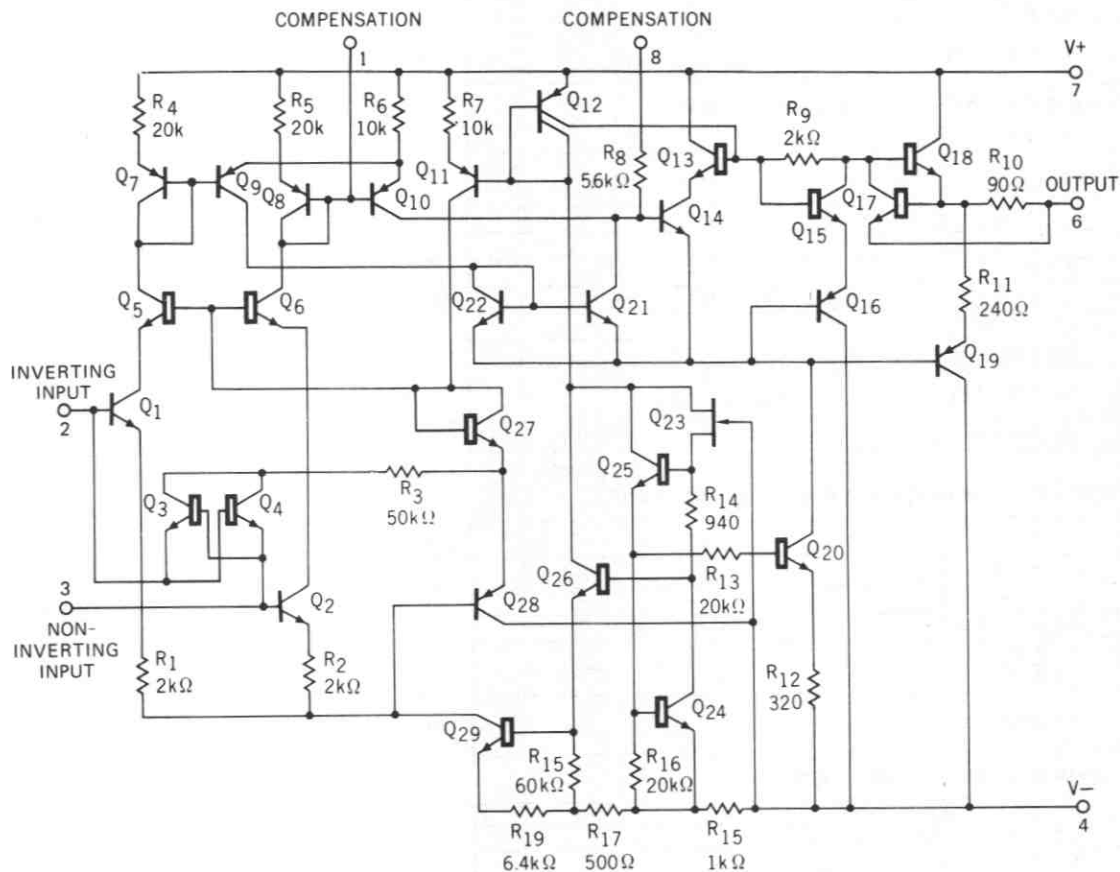 COMPENSATION
COMPENSATION
1
8
V+
7
R4
20k
R5
20k
R6
10k
R7
10k
Q12
R8
5.6kΩ
Q13
R9
2kΩ
Q18
R10
90Ω
OUTPUT
6
Q7
Q9
Q8
Q10
Q11
Q14
Q15
Q17
Q5
Q6
Q22
Q21
Q16
R11
240Ω
Q19
INVERTING
INPUT
2
Q1
Q27
Q23
Q3
Q4
R3
50kΩ
Q25
R14
940
3
NON-
INVERTING
INPUT
Q2
Q28
Q26
R13
20kΩ
Q20
R1
2kΩ
R2
2kΩ
R12
320
Q29
R15
60kΩ
R16
20kΩ
Q24
V−
4
R19
6.4kΩ
R17
500Ω
R15
1kΩ